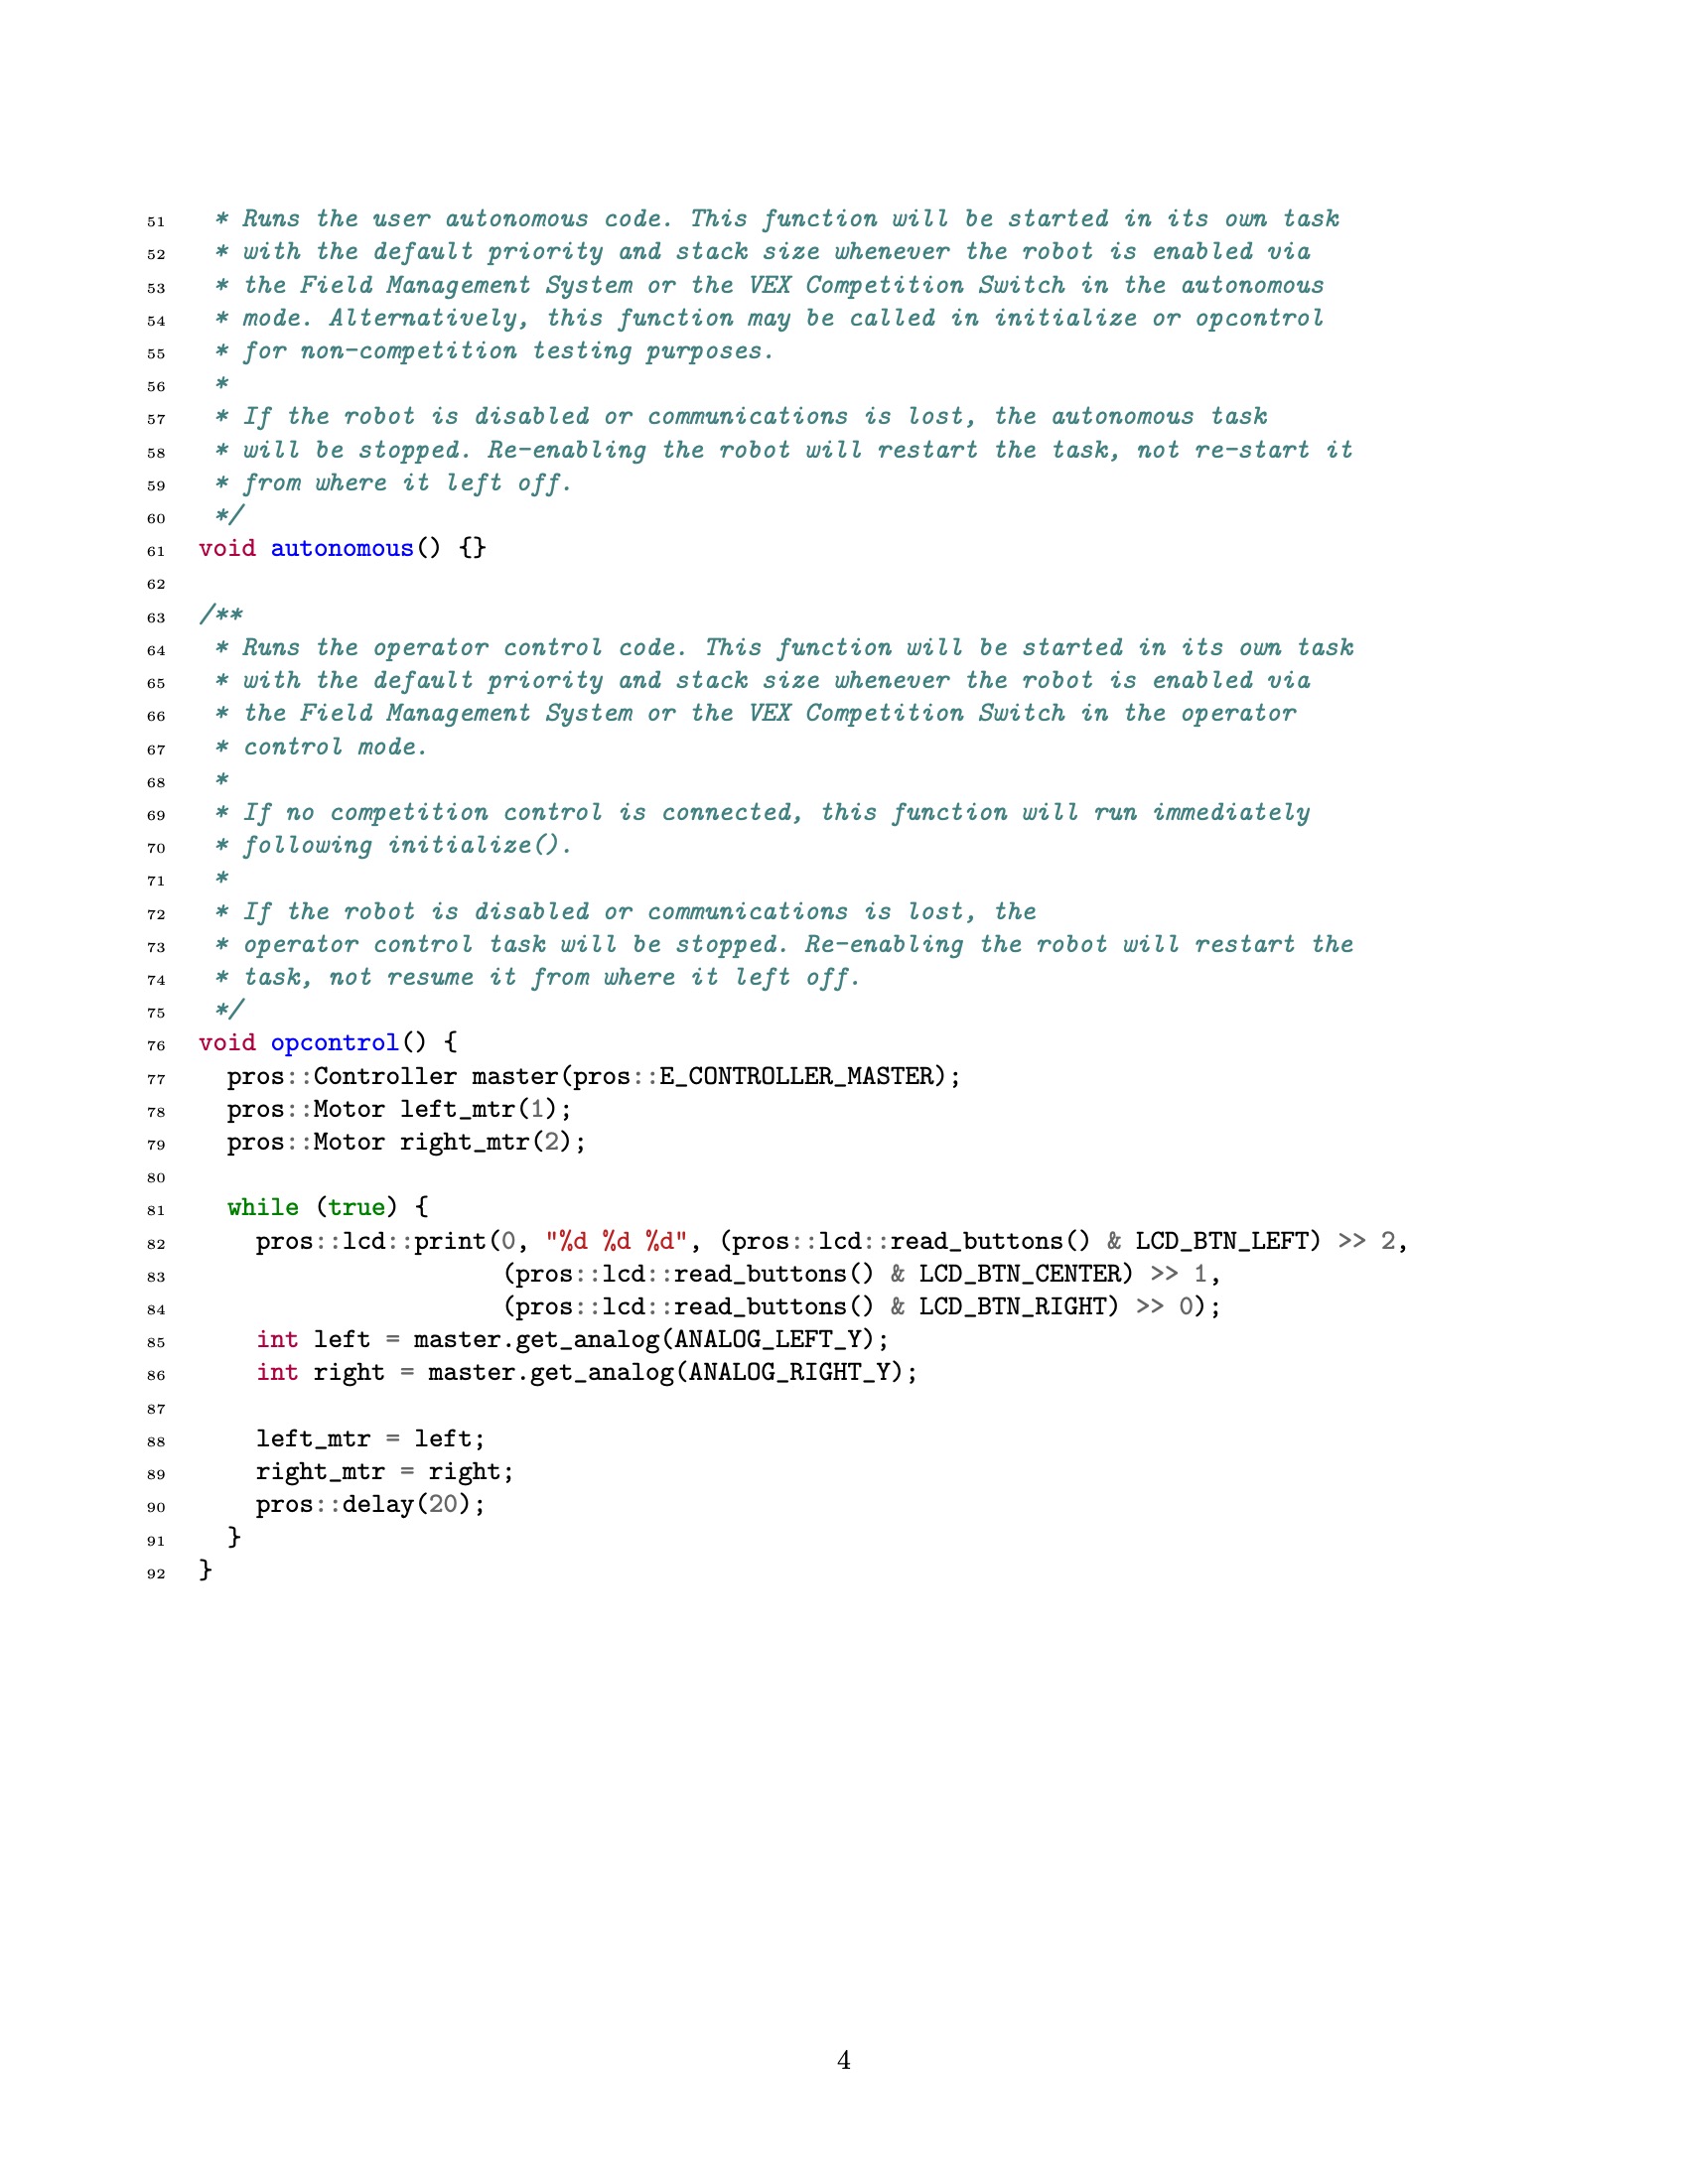 51 * Runs the user autonomous code. This function will be started in its own task
52 * with the default priority and stack size whenever the robot is enabled via
53 * the Field Management System or the VEX Competition Switch in the autonomous
54 * mode. Alternatively, this function may be called in initialize or opcontrol
55 * for non-competition testing purposes.
56 *
57 * If the robot is disabled or communications is lost, the autonomous task
58 * will be stopped. Re-enabling the robot will restart the task, not re-start it
59 * from where it left off.
60 */
61 void autonomous() {}
62
63 /**
64 * Runs the operator control code. This function will be started in its own task
65 * with the default priority and stack size whenever the robot is enabled via
66 * the Field Management System or the VEX Competition Switch in the operator
67 * control mode.
68 *
69 * If no competition control is connected, this function will run immediately
70 * following initialize().
71 *
72 * If the robot is disabled or communications is lost, the
73 * operator control task will be stopped. Re-enabling the robot will restart the
74 * task, not resume it from where it left off.
75 */
76 void opcontrol() {
77 pros::Controller master(pros::E_CONTROLLER_MASTER);
78 pros::Motor left_mtr(1);
79 pros::Motor right_mtr(2);
80
81 while (true) {
82 pros::lcd::print(0, "%d %d %d", (pros::lcd::read_buttons() & LCD_BTN_LEFT) >> 2,
83 (pros::lcd::read_buttons() & LCD_BTN_CENTER) >> 1,
84 (pros::lcd::read_buttons() & LCD_BTN_RIGHT) >> 0);
85 int left = master.get_analog(ANALOG_LEFT_Y);
86 int right = master.get_analog(ANALOG_RIGHT_Y);
87
88 left_mtr = left;
89 right_mtr = right;
90 pros::delay(20);
91 }
92 }
4